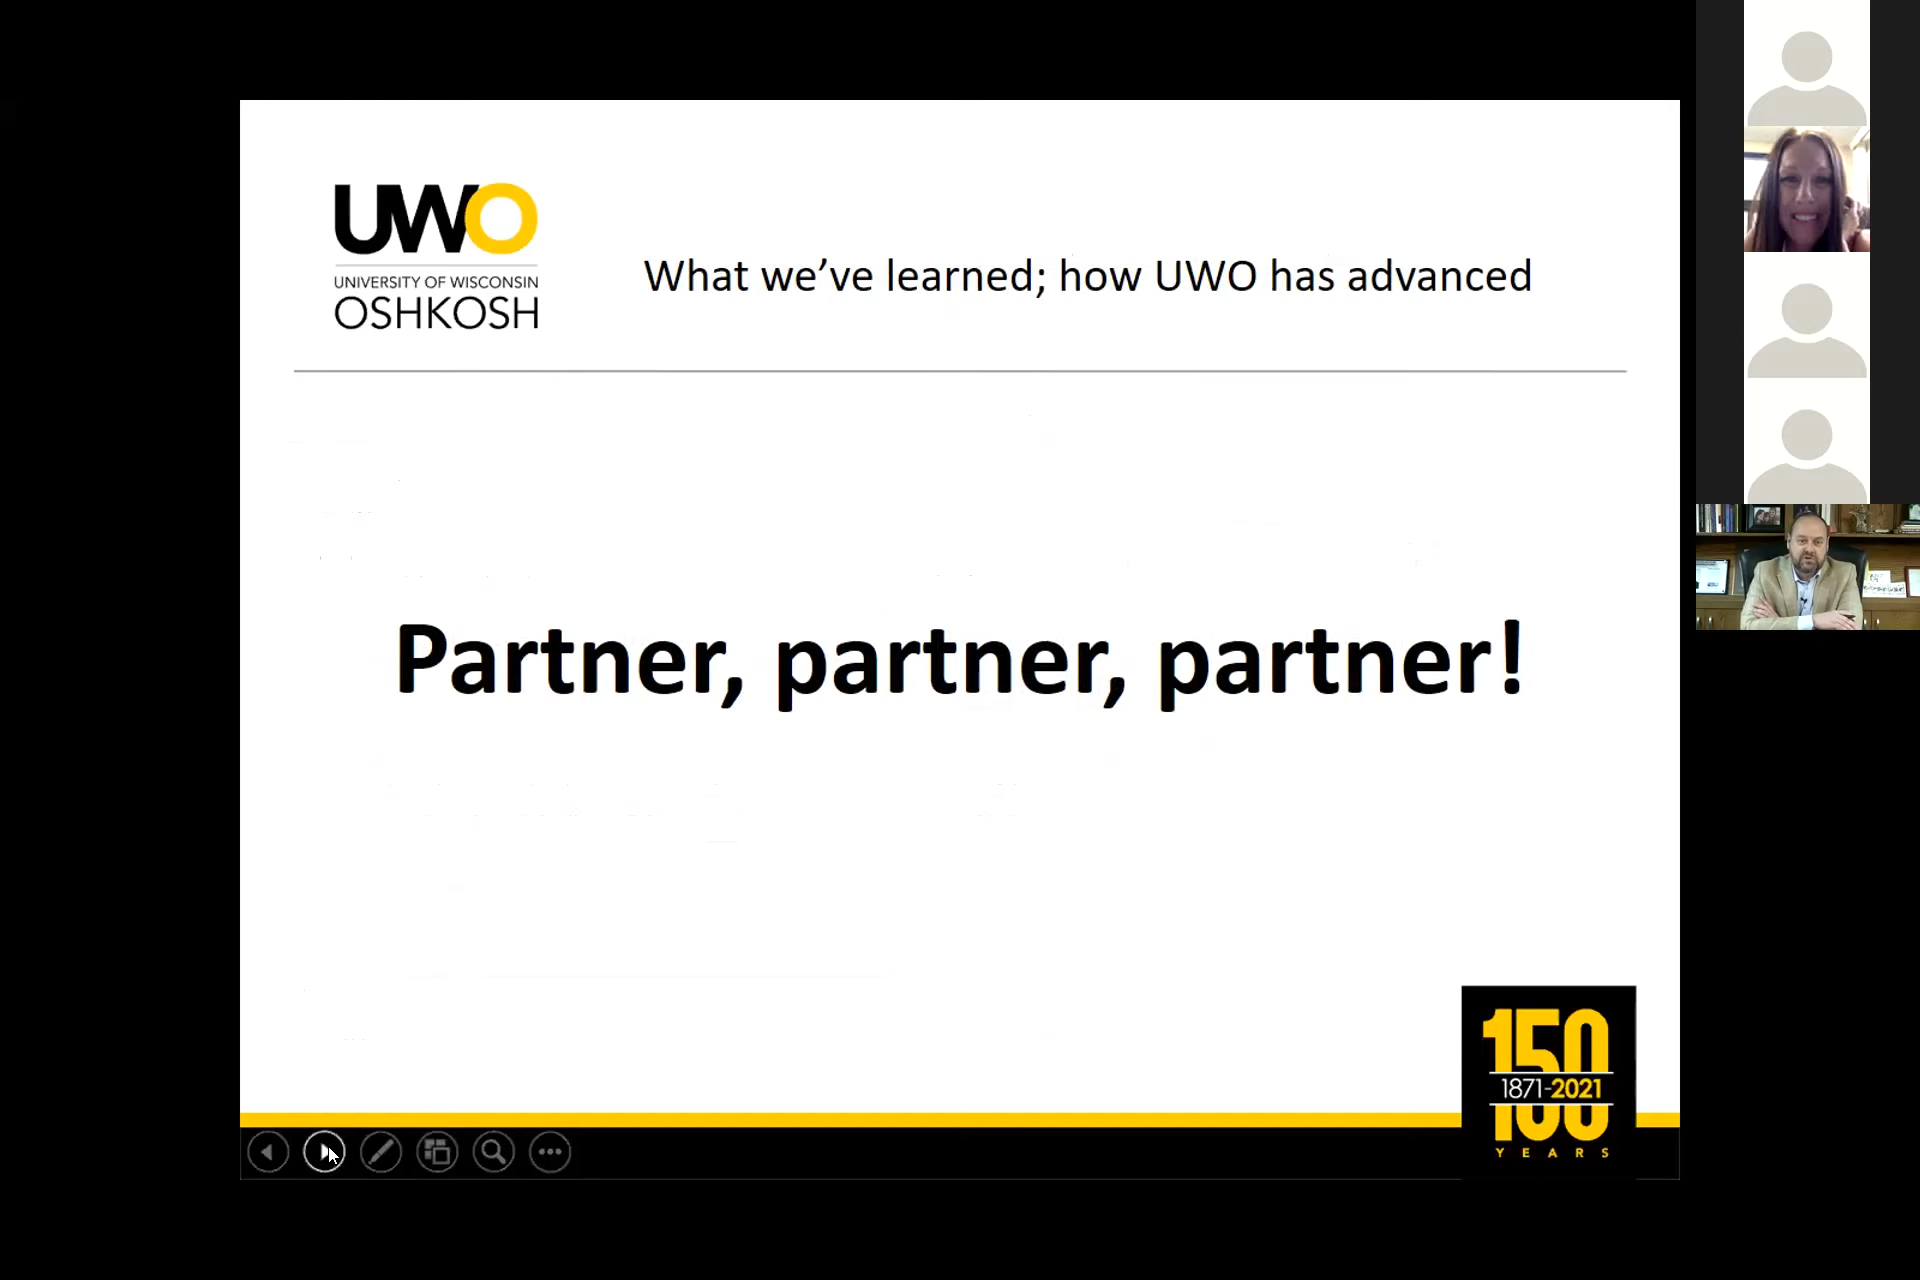 UWO
UNIVERSITY OF WISCONSIN
OSHKOSH
What we’ve learned; how UWO has advanced
Partner, partner, partner!
150
1871-2021
YEARS